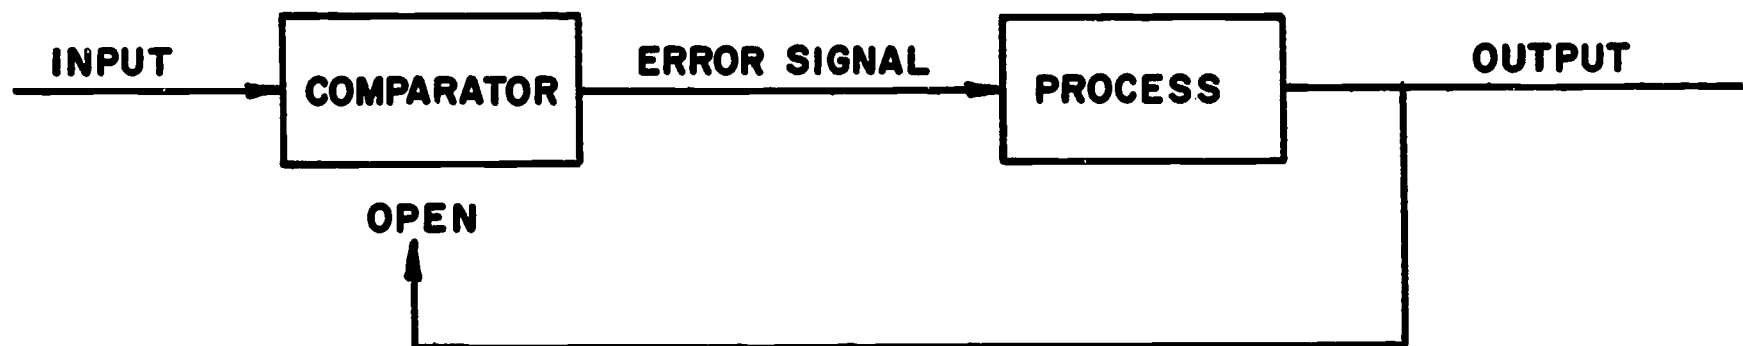 INPUT
COMPARATOR
ERROR SIGNAL
PROCESS
OUTPUT
OPEN